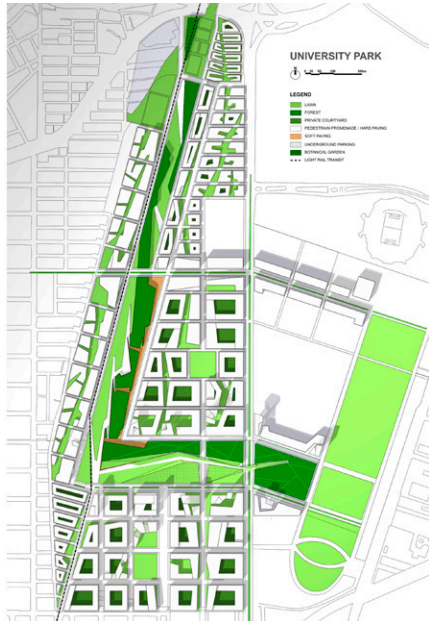 UNIVERSITY PARK
LEGEND
LAWN
FOREST
PRIVATE COURTYARD
PEDESTRIAN PROMENADE / HARD PAVING
SOFT PAVING
UNDERGROUND PARKING
BOTANICAL GARDEN
LIGHT RAIL TRANSIT